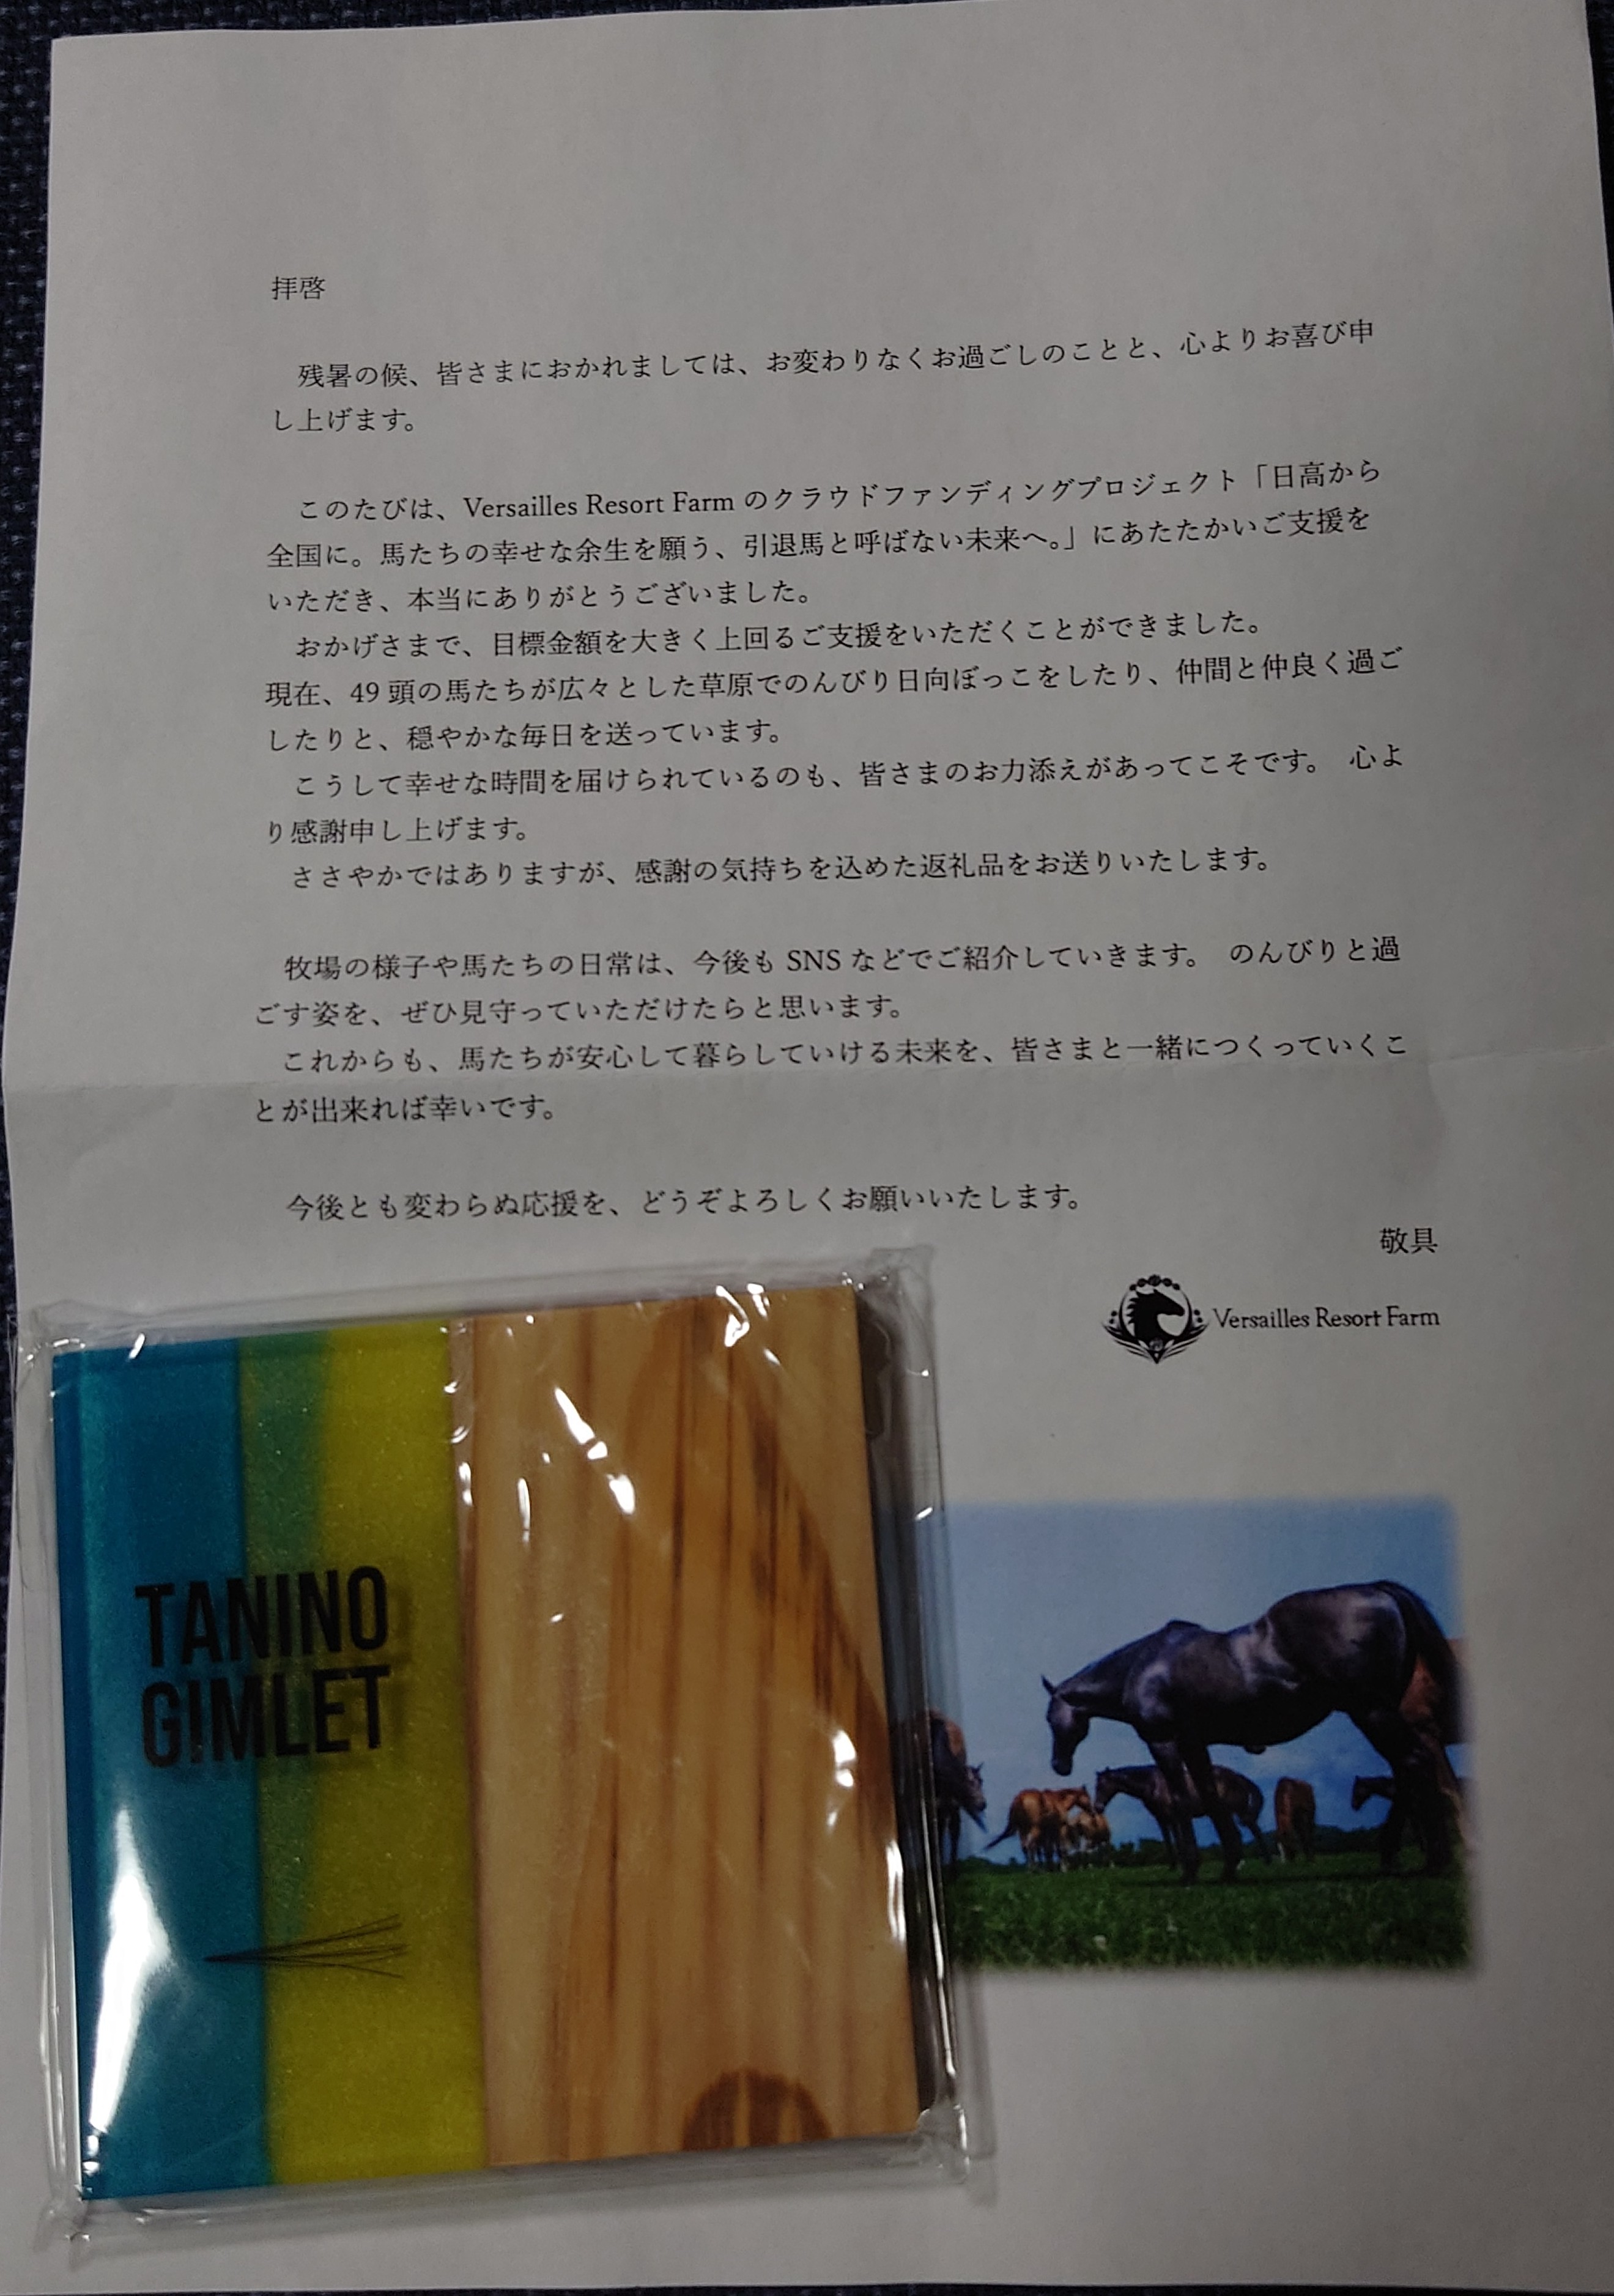 拝啓
残暑の候、皆さまにおかれましては、お変わりなくお過ごしのことと、心よりお喜び申
し上げます。
このたびは、Versailles Resort Farm のクラウドファンディングプロジェクト「日高から
全国に。馬たちの幸せな余生を願う、引退馬と呼ばない未来へ。」にあたたかいご支援を
いただき、本当にありがとうございました。
おかげさまで、目標金額を大きく上回るご支援をいただくことができました。
現在、49 頭の馬たちが広々とした草原でのんびり日向ぼっこをしたり、仲間と仲良く過ご
したりと、穏やかな毎日を送っています。
こうして幸せな時間を届けられているのも、皆さまのお力添えがあってこそです。 心よ
り感謝申し上げます。
ささやかではありますが、感謝の気持ちを込めた返礼品をお送りいたします。
牧場の様子や馬たちの日常は、今後も SNS などでご紹介していきます。 のんびりと過
ごす姿を、ぜひ見守っていただけたらと思います。
これからも、馬たちが安心して暮らしていける未来を、皆さまと一緒につくっていくこ
とが出来れば幸いです。
今後とも変わらぬ応援を、どうぞよろしくお願いいたします。
敬具
Versailles Resort Farm
TANINO
GIMLET